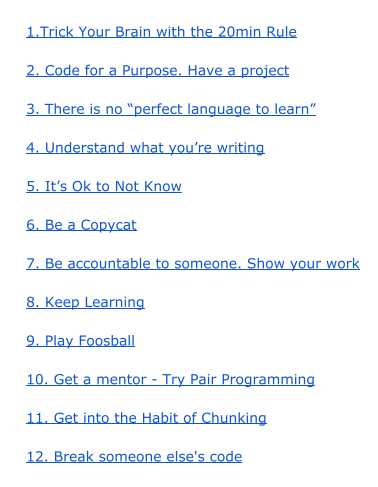 1.Trick Your Brain with the 20min Rule
2. Code for a Purpose. Have a project
3. There is no “perfect language to learn”
4. Understand what you’re writing
5. It’s Ok to Not Know
6. Be a Copycat
7. Be accountable to someone. Show your work
8. Keep Learning
9. Play Foosball
10. Get a mentor - Try Pair Programming
11. Get into the Habit of Chunking
12. Break someone else's code